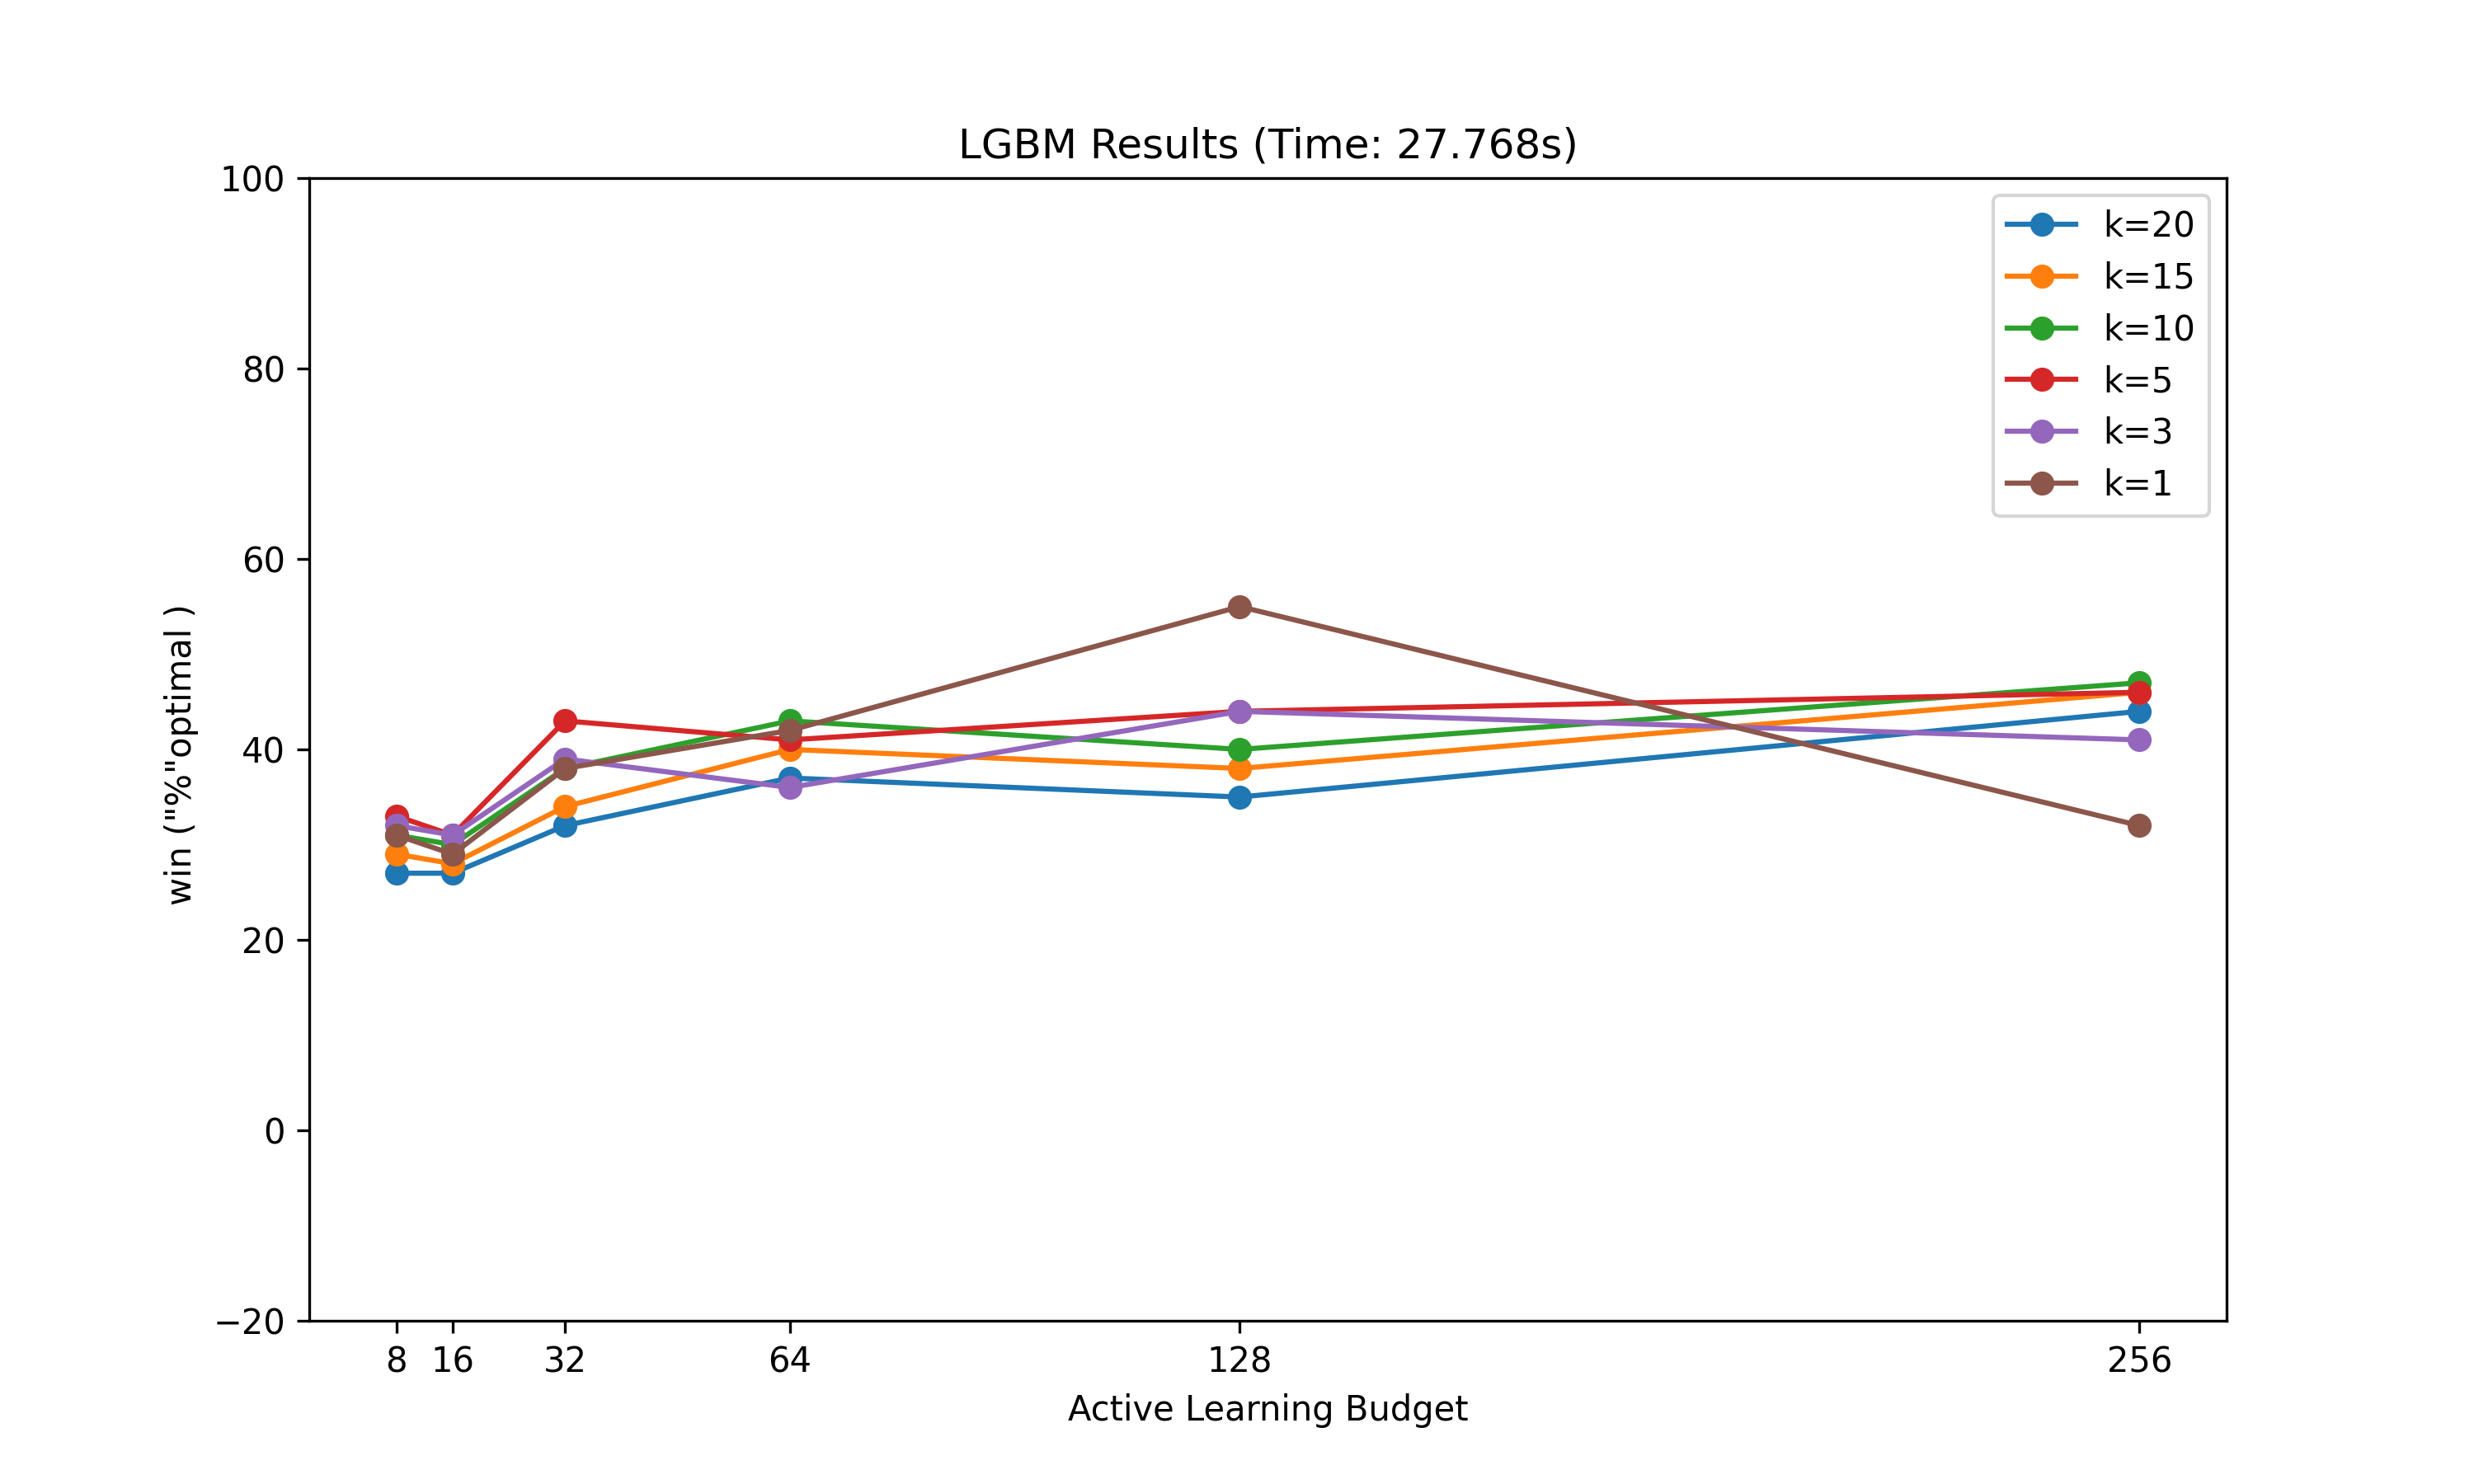 LGBM Results (Time: 27.768s)
100
80
60
40
20
0
−20
win ("%"optimal )
k=20
k=15
k=10
k=5
k=3
k=1
8 16 32 64 128 256
Active Learning Budget